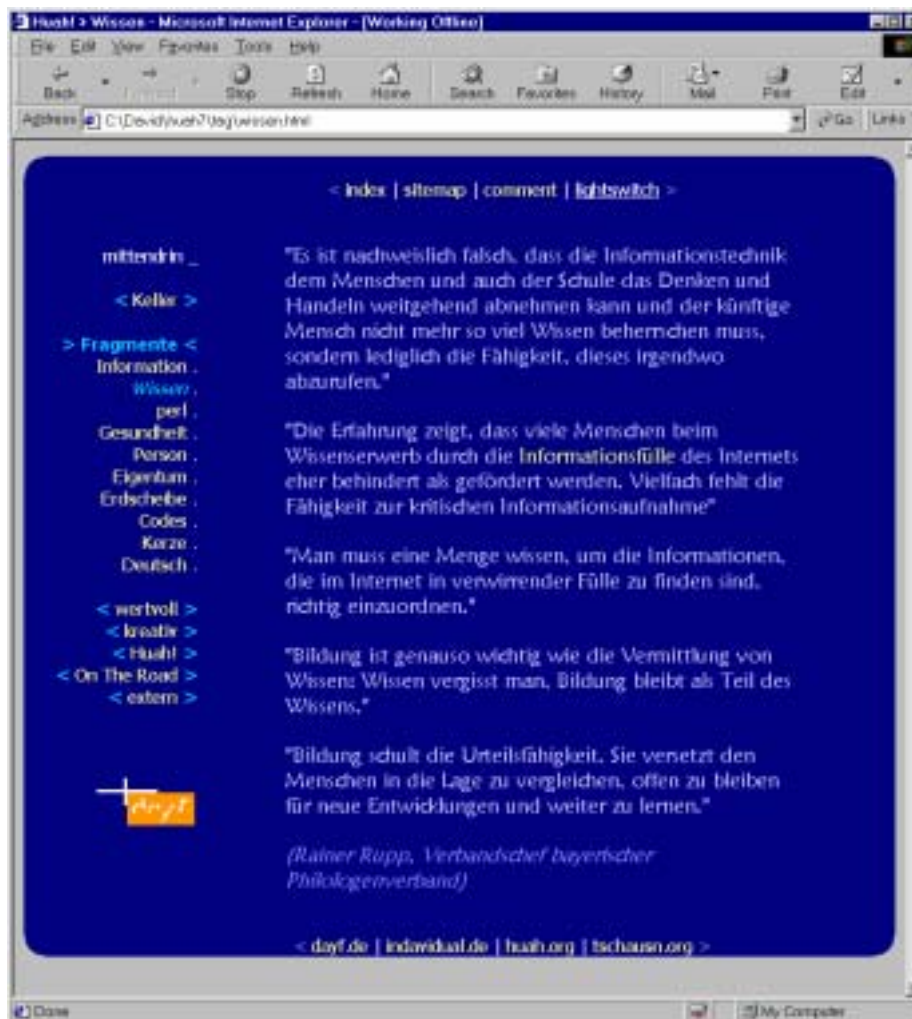 Huah! > Wissen - Microsoft Internet Explorer - [Working Offline]
File Edit View Favorites Tools Help
Back Forward Stop Refresh Home Search Favorites History Mail Print Edit
Address C:\David\huah7\tag\wissen.html Go Links
< index | sitemap | comment | lightswitch >
mittendrin _
< Keller >
> Fragmente <
Information .
Wissen .
perl .
Gesundheit .
Person .
Eigentum .
Erdscheibe .
Codes .
Kerze .
Deutsch .
< wertvoll >
< kreativ >
< Huah! >
< On The Road >
< extern >
"Es ist nachweislich falsch, dass die Informationstechnik
dem Menschen und auch der Schule das Denken und
Handeln weitgehend abnehmen kann und der künftige
Mensch nicht mehr so viel Wissen beherrschen muss,
sondern lediglich die Fähigkeit, dieses irgendwo
abzurufen."
"Die Erfahrung zeigt, dass viele Menschen beim
Wissenserwerb durch die Informationsfülle des Internets
eher behindert als gefördert werden. Vielfach fehlt die
Fähigkeit zur kritischen Informationsaufnahme"
"Man muss eine Menge wissen, um die Informationen,
die im Internet in verwirrender Fülle zu finden sind,
richtig einzuordnen."
"Bildung ist genauso wichtig wie die Vermittlung von
Wissen: Wissen vergisst man, Bildung bleibt als Teil des
Wissens."
"Bildung schult die Urteilsfähigkeit. Sie versetzt den
Menschen in die Lage zu vergleichen, offen zu bleiben
für neue Entwicklungen und weiter zu lernen."
(Rainer Rupp, Verbandschef bayerischer
Philologenverband)
< dayf.de | indavidual.de | huah.org | tschausn.org >
Done My Computer